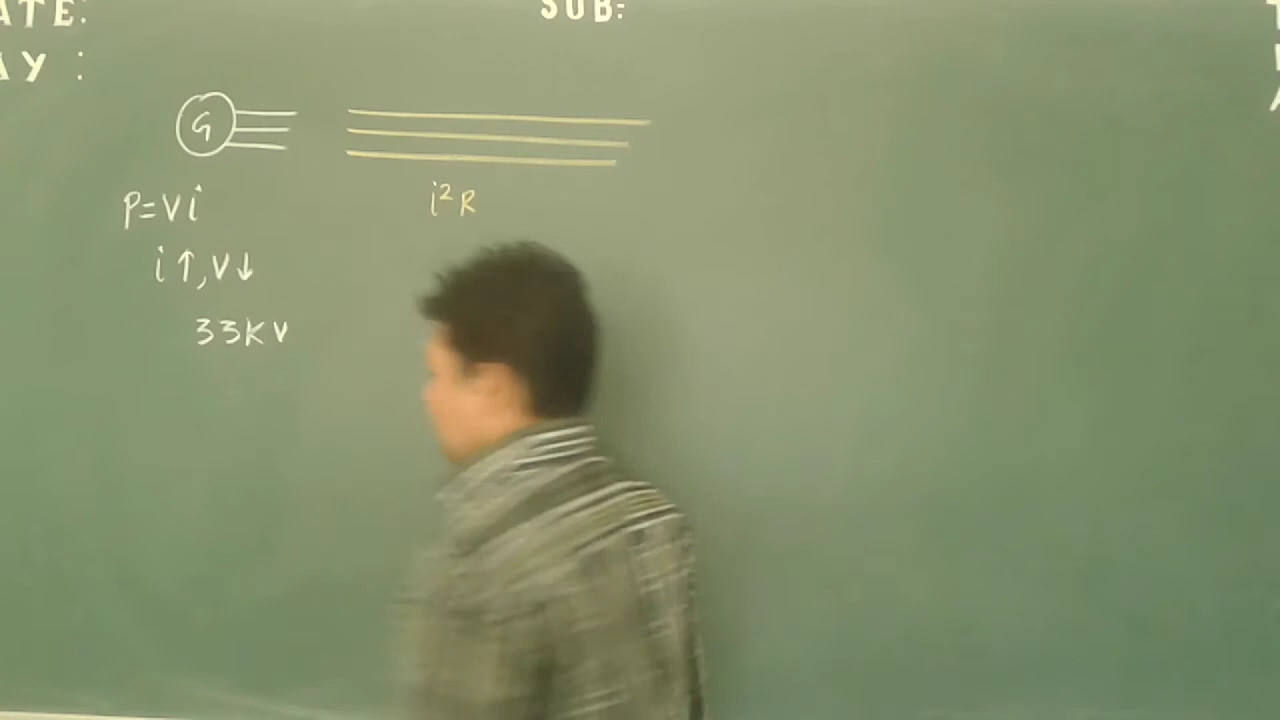 ATE:
SUB:
AY :
G
P=Vi
i²R
i↑,V↓
33KV